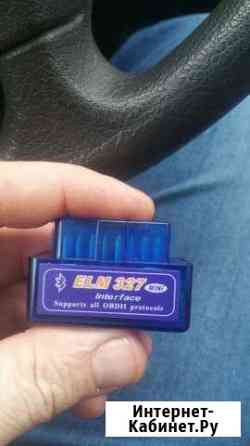 ELM 327 MINI
Interface
Supports all OBDII protocols
Интернет-
Кабинет.Ру